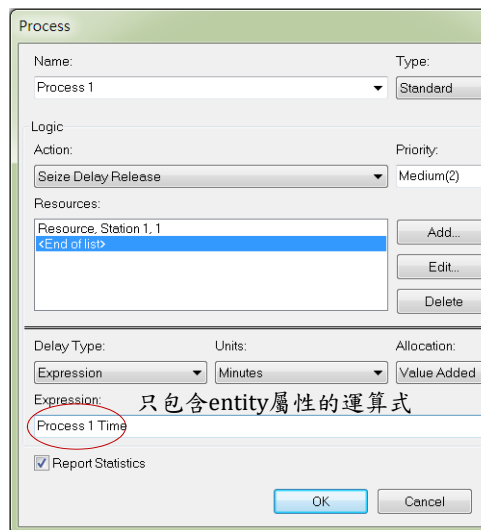 Process
Name: Type:
Process 1 Standard
Logic
Action: Priority:
Seize Delay Release Medium(2)
Resources:
Resource, Station 1, 1
<End of list>
Add...
Edit...
Delete
Delay Type: Units: Allocation:
Expression Minutes Value Added
Expression: 只包含entity屬性的運算式
Process 1 Time
Report Statistics
OK Cancel